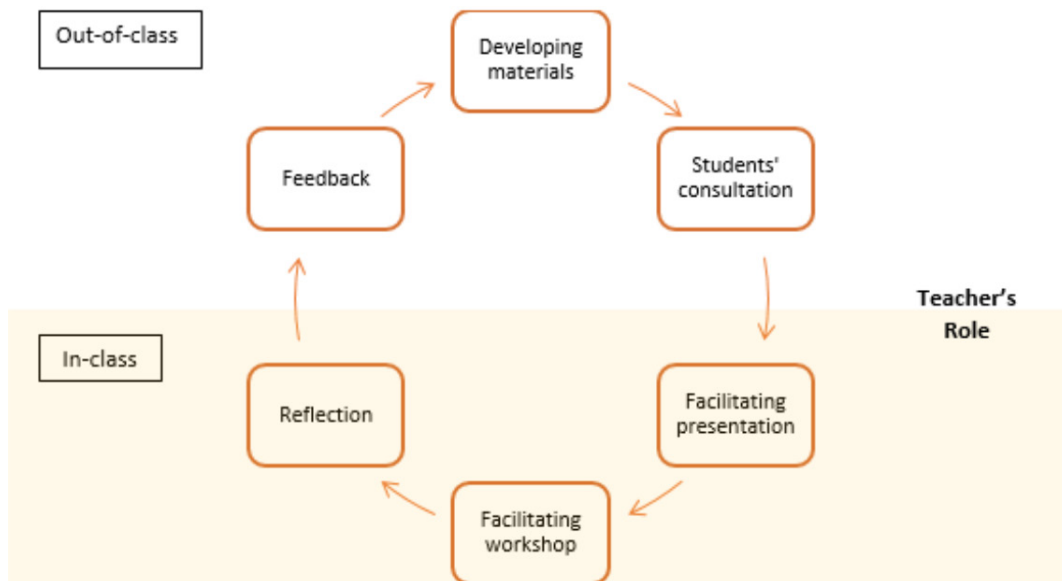 Out-of-class
Developing
materials
Feedback
Students'
consultation
Teacher’s
Role
In-class
Reflection
Facilitating
presentation
Facilitating
workshop